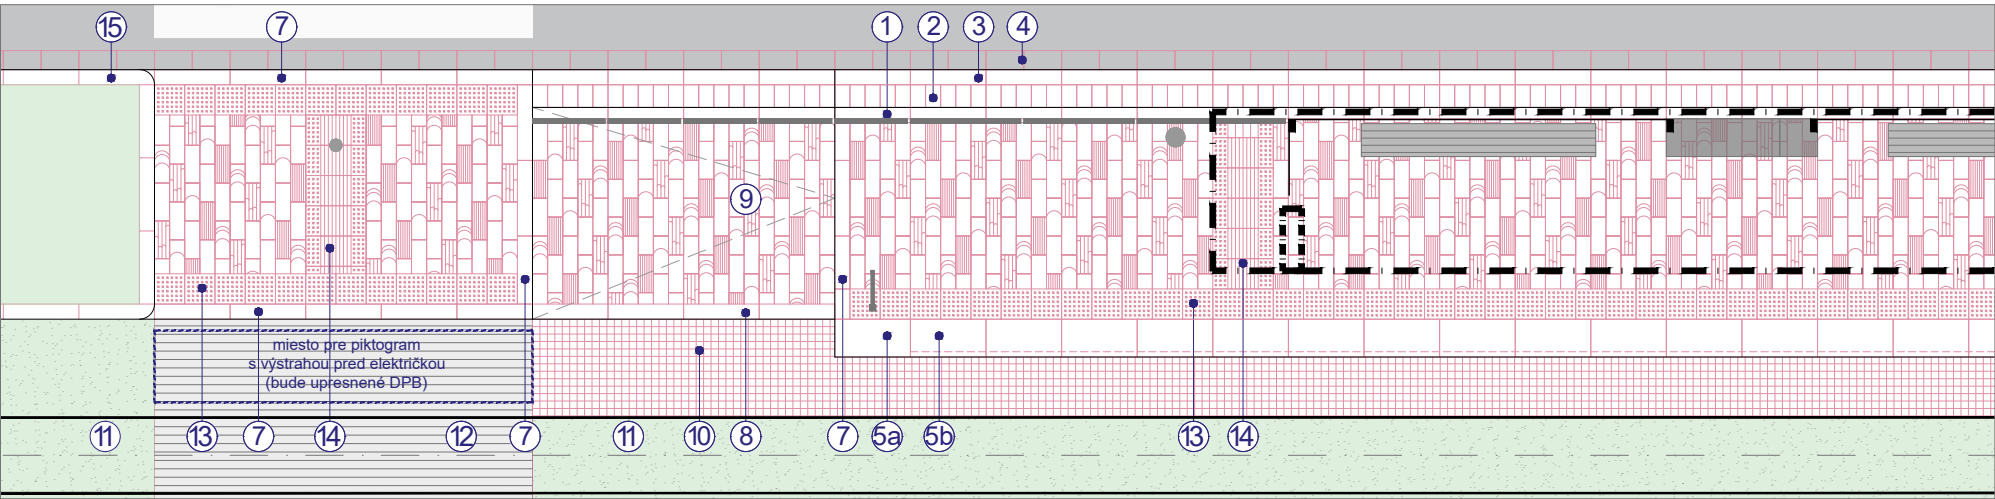 15 7 1 2 3 4
9
miesto pre piktogram
s výstrahou pred električkou
(bude upresnené DPB)
11 13 7 14 12 7 11 10 8 7 5a 5b 13 14